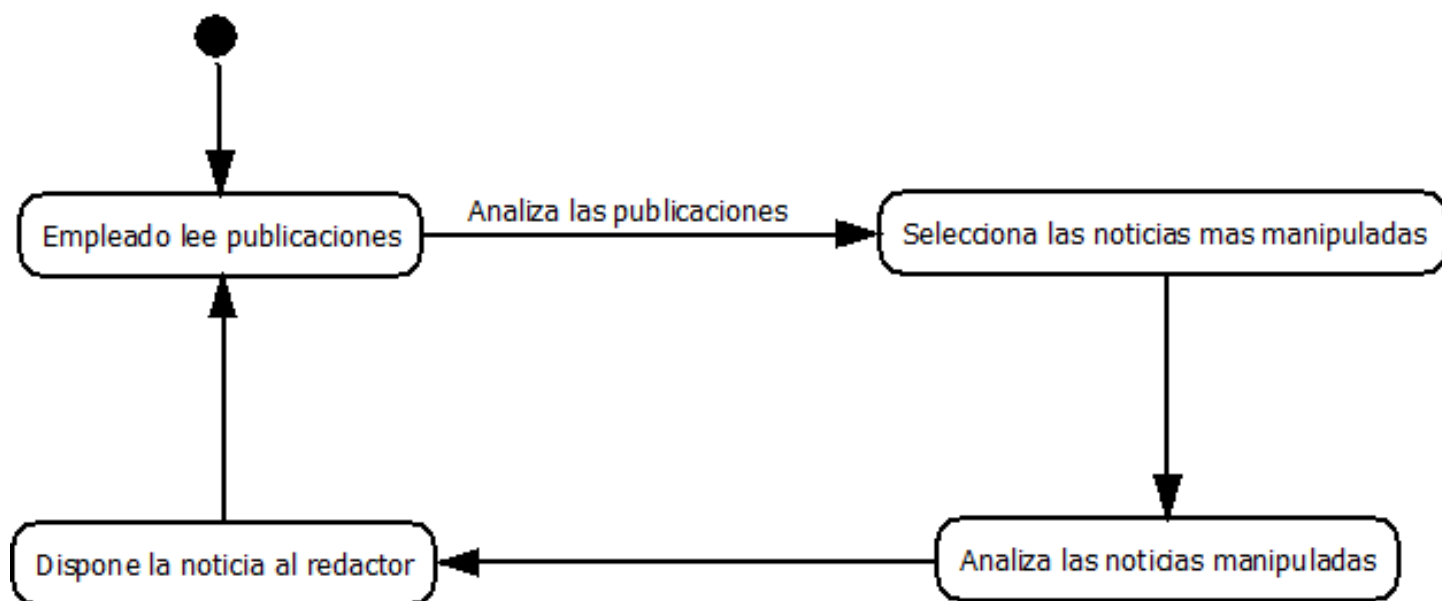 Empleado lee publicaciones
Analiza las publicaciones
Selecciona las noticias mas manipuladas
Dispone la noticia al redactor
Analiza las noticias manipuladas